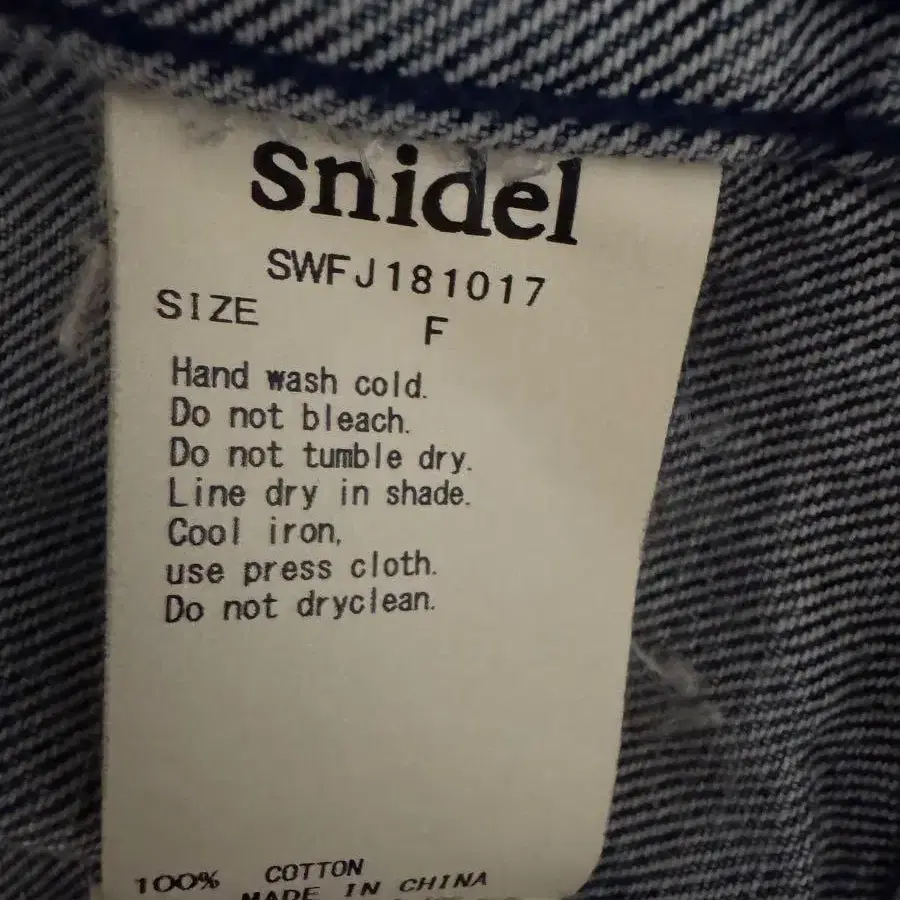 snidel
SWFJ181017
SIZE F
Hand wash cold.
Do not bleach.
Do not tumble dry.
Line dry in shade.
Cool iron,
use press cloth.
Do not dryclean.
100% COTTON
MADE IN CHINA